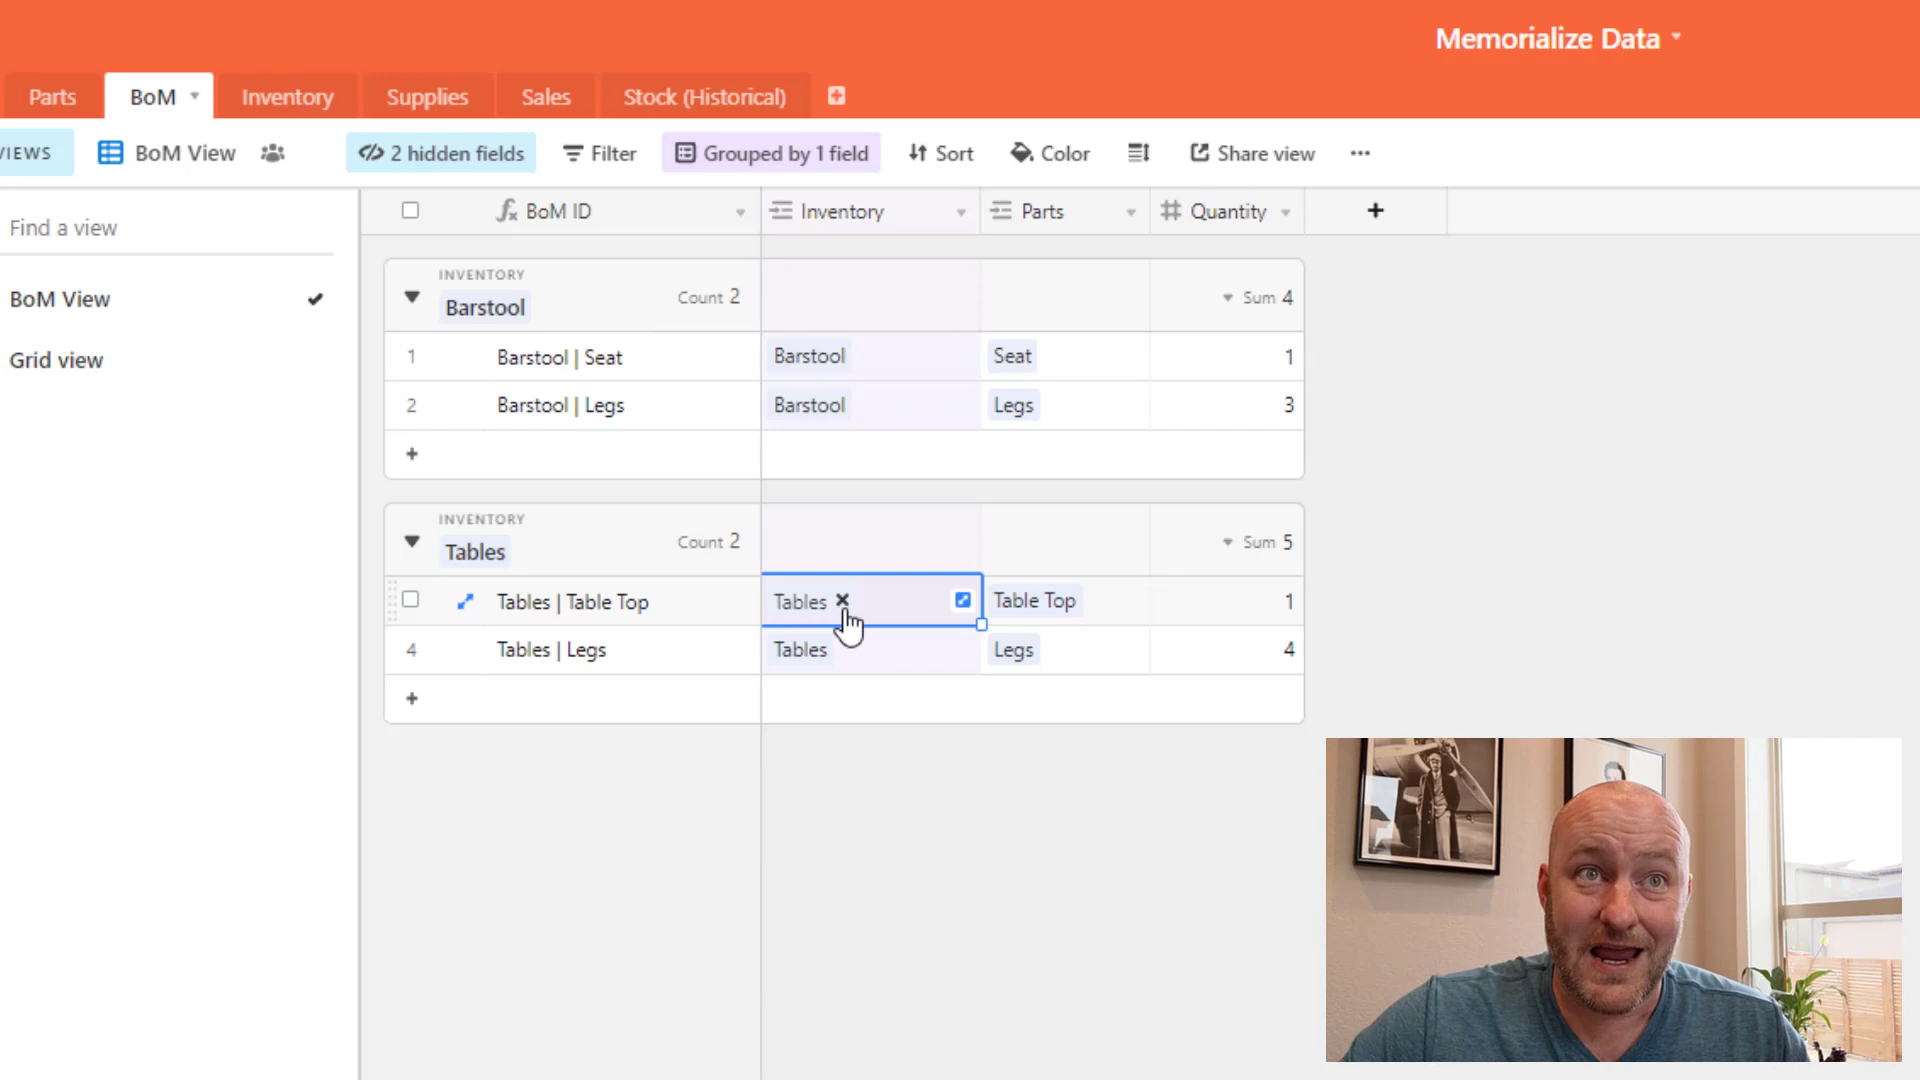 Memorialize Data
Parts BoM Inventory Supplies Sales Stock (Historical)
VIEWS BoM View 2 hidden fields Filter Grouped by 1 field Sort Color Share view
Find a view
BoM View
Grid view
BoM ID Inventory Parts Quantity
INVENTORY
Barstool Count 2 Sum 4
1 Barstool | Seat Barstool Seat 1
2 Barstool | Legs Barstool Legs 3
INVENTORY
Tables Count 2 Sum 5
Tables | Table Top Tables Table Top 1
4 Tables | Legs Tables Legs 4